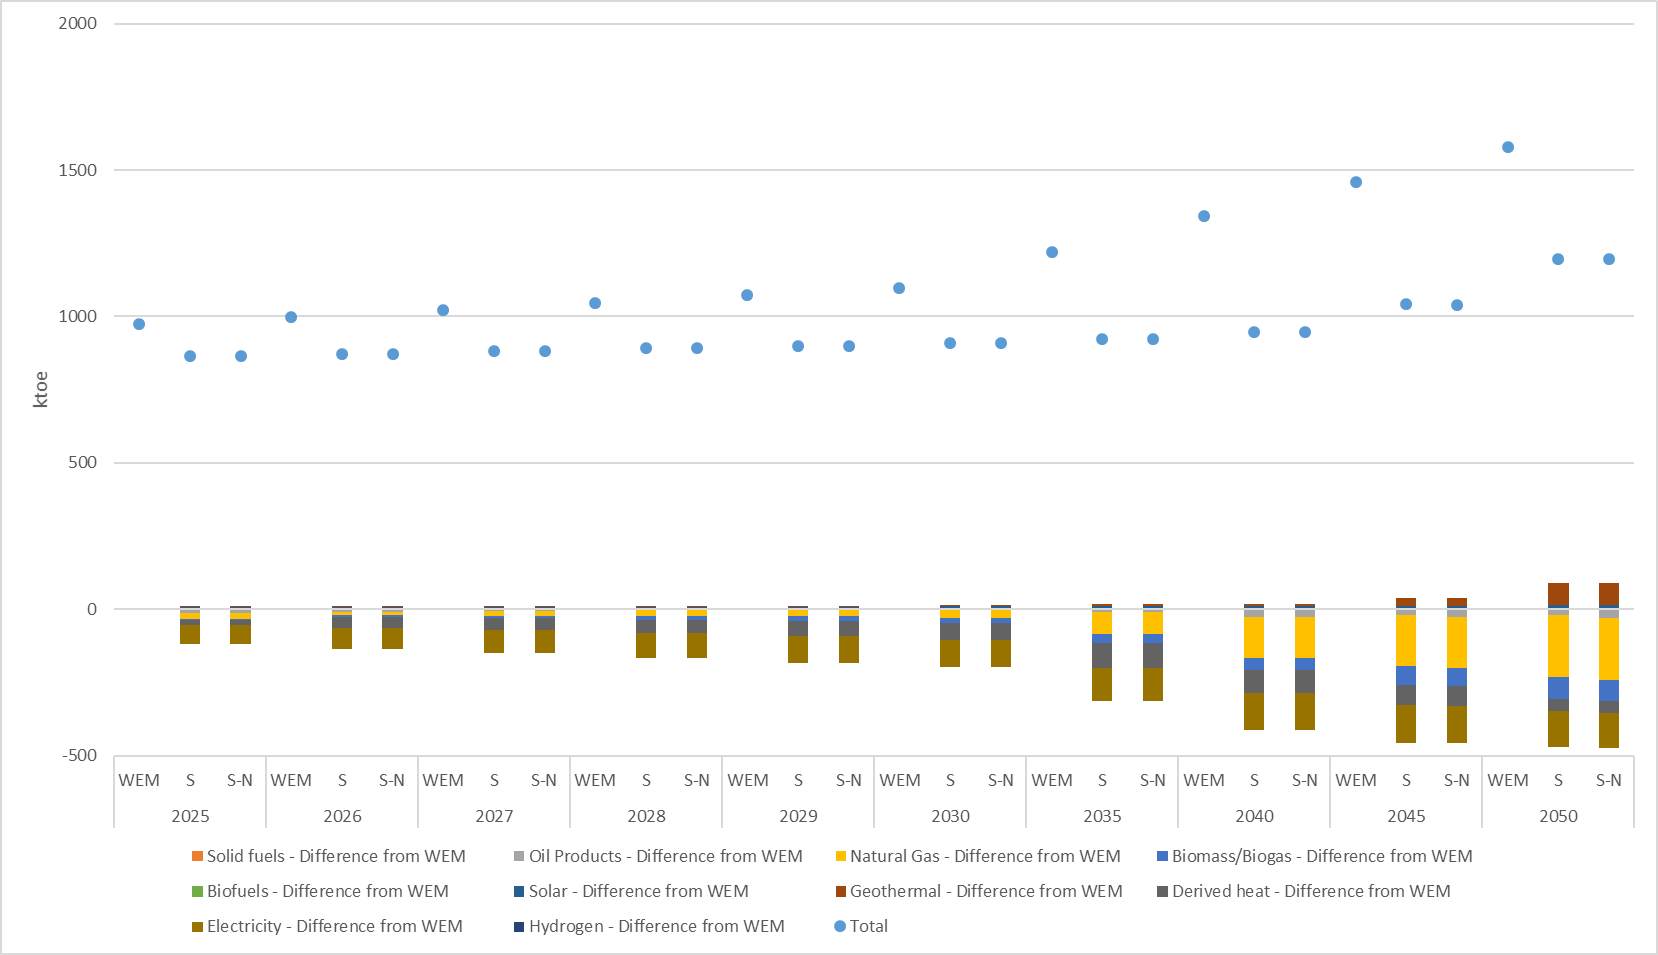 2000
1500
1000
500
0
-500
ktoe
WEM S S-N WEM S S-N WEM S S-N WEM S S-N WEM S S-N WEM S S-N WEM S S-N WEM S S-N WEM S S-N WEM S S-N
2025 2026 2027 2028 2029 2030 2035 2040 2045 2050
Solid fuels - Difference from WEM Oil Products - Difference from WEM Natural Gas - Difference from WEM Biomass/Biogas - Difference from WEM
Biofuels - Difference from WEM Solar - Difference from WEM Geothermal - Difference from WEM Derived heat - Difference from WEM
Electricity - Difference from WEM Hydrogen - Difference from WEM Total